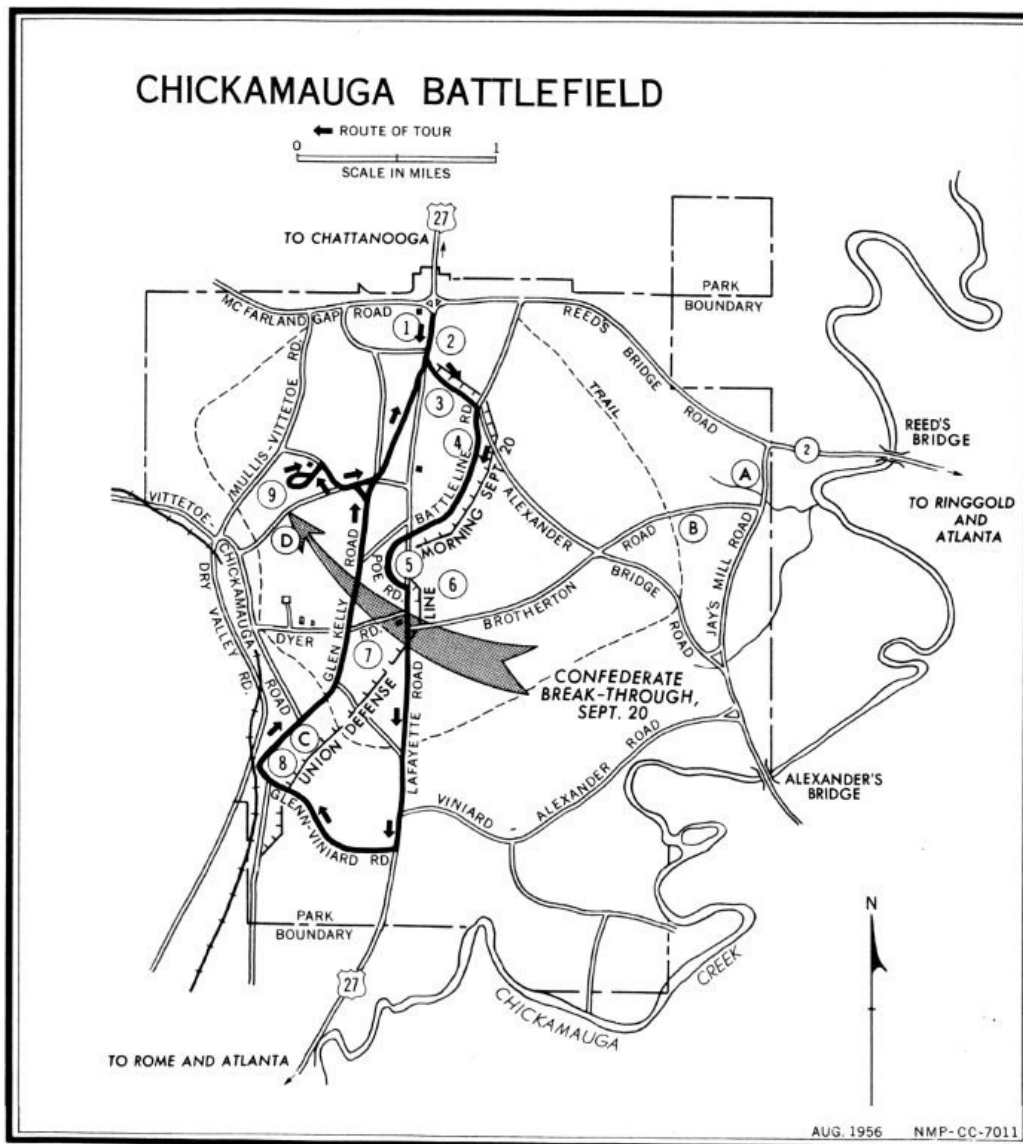 CHICKAMAUGA BATTLEFIELD
ROUTE OF TOUR
0 1
SCALE IN MILES
27
TO CHATTANOOGA
PARK
BOUNDARY
MC FARLAND GAP ROAD
1
2
REED'S BRIDGE ROAD
MULLIS-VITTETOE RD.
3
TRAIL
4
BATTLELINE RD.
REED'S
BRIDGE
2
A
TO RINGGOLD
AND
ATLANTA
9
VITTETOE-CHICKAMAUGA ROAD
DRY VALLEY RD.
D
LINE MORNING SEPT. 20
ALEXANDER BRIDGE ROAD
B
JAY'S MILL ROAD
POE RD.
5
6
BROTHERTON ROAD
DYER RD.
GLEN KELLY ROAD
7
CONFEDERATE
BREAK-THROUGH,
SEPT. 20
UNION DEFENSE
C
8
LAFAYETTE ROAD
GLENN-VINIARD RD.
VINIARD ALEXANDER ROAD
ALEXANDER'S
BRIDGE
PARK
BOUNDARY
N
27
CHICKAMAUGA CREEK
TO ROME AND ATLANTA
AUG. 1956 NMP-CC-7011